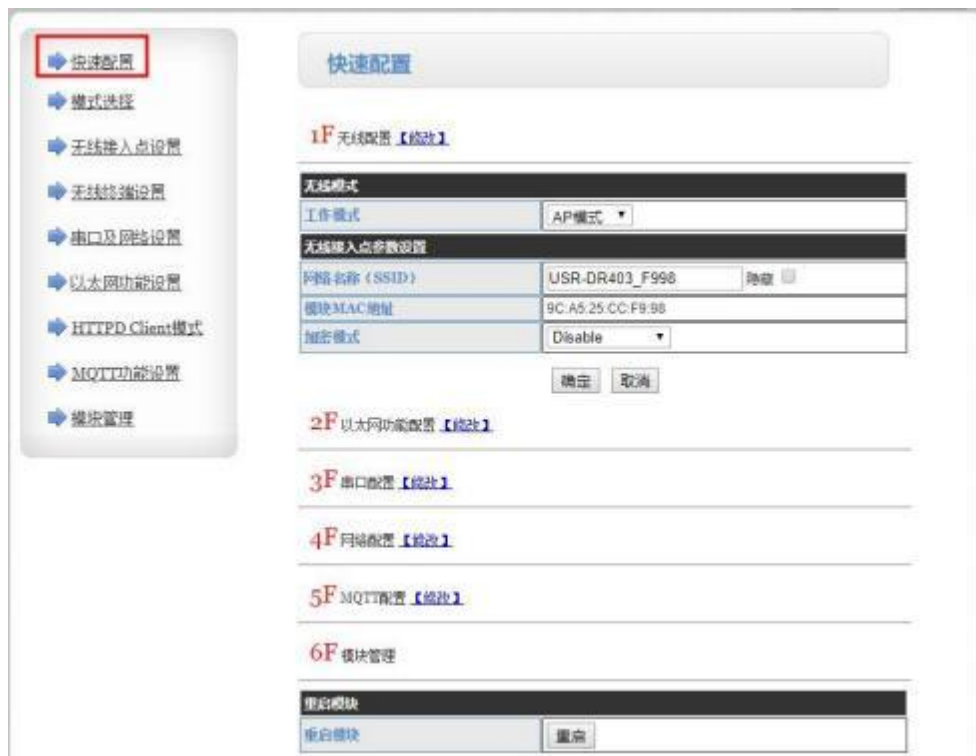 快速配置
模式选择
无线接入点设置
无线终端设置
串口及网络设置
以太网功能设置
HTTPD Client模式
MQTT功能设置
模块管理
快速配置
1F 无线配置【修改】
无线模式
工作模式 AP模式
无线接入点参数设置
网络名称（SSID） USR-DR403_F998 隐藏
模块MAC地址 9C:A5:25:CC:F9:98
加密模式 Disable
确定 取消
2F 以太网功能配置【修改】
3F 串口配置【修改】
4F 网络配置【修改】
5F MQTT配置【修改】
6F 模块管理
重启模块
重启模块 重启